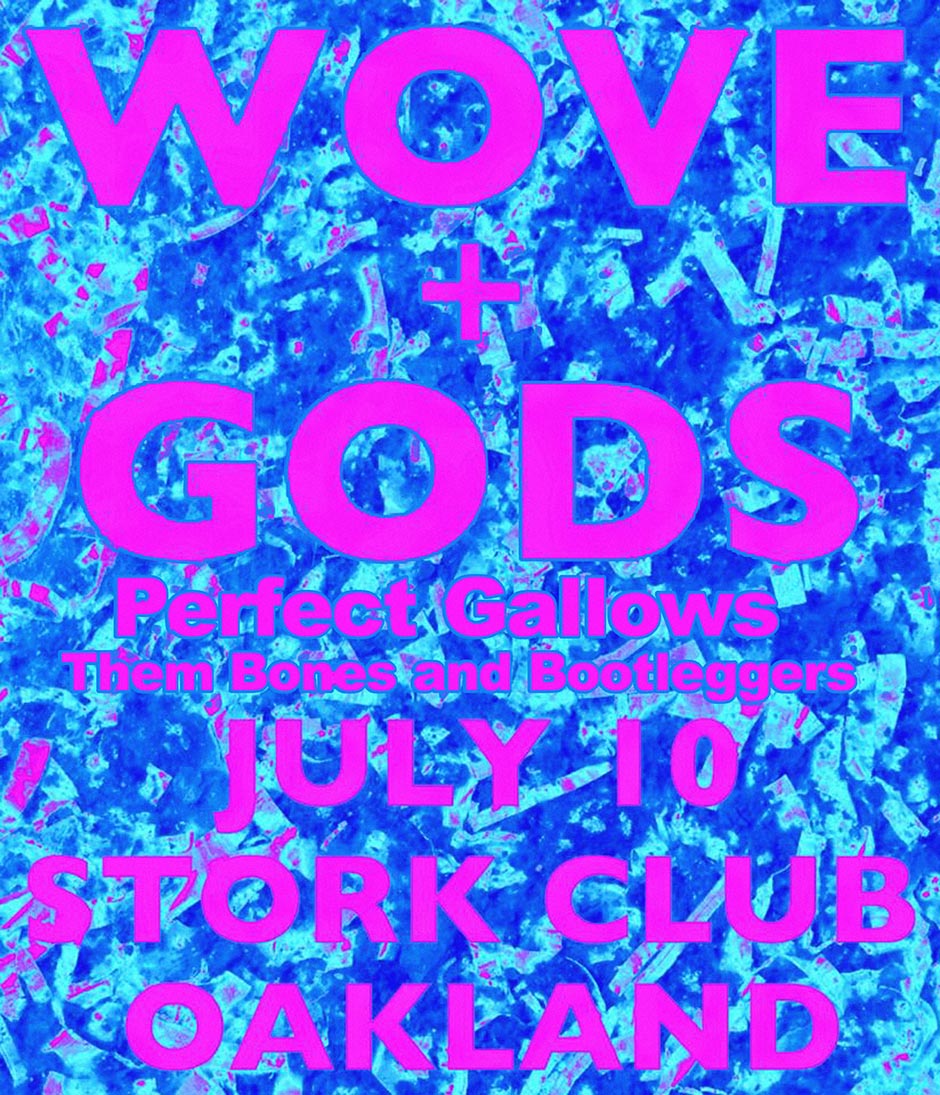 WOVE
+
GODS
Perfect Gallows
Them Bones and Bootleggers
JULY 10
STORK CLUB
OAKLAND